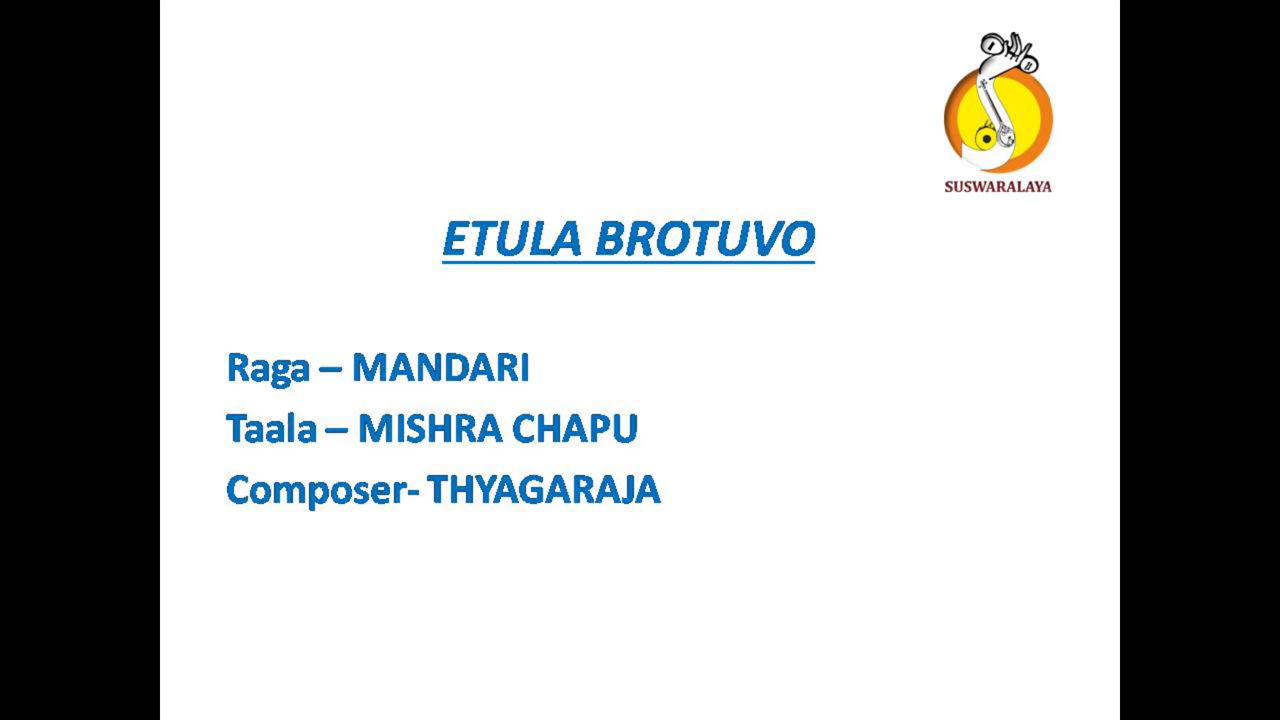 SUSWARALAYA
ETULA BROTUVO
Raga – MANDARI
Taala – MISHRA CHAPU
Composer- THYAGARAJA